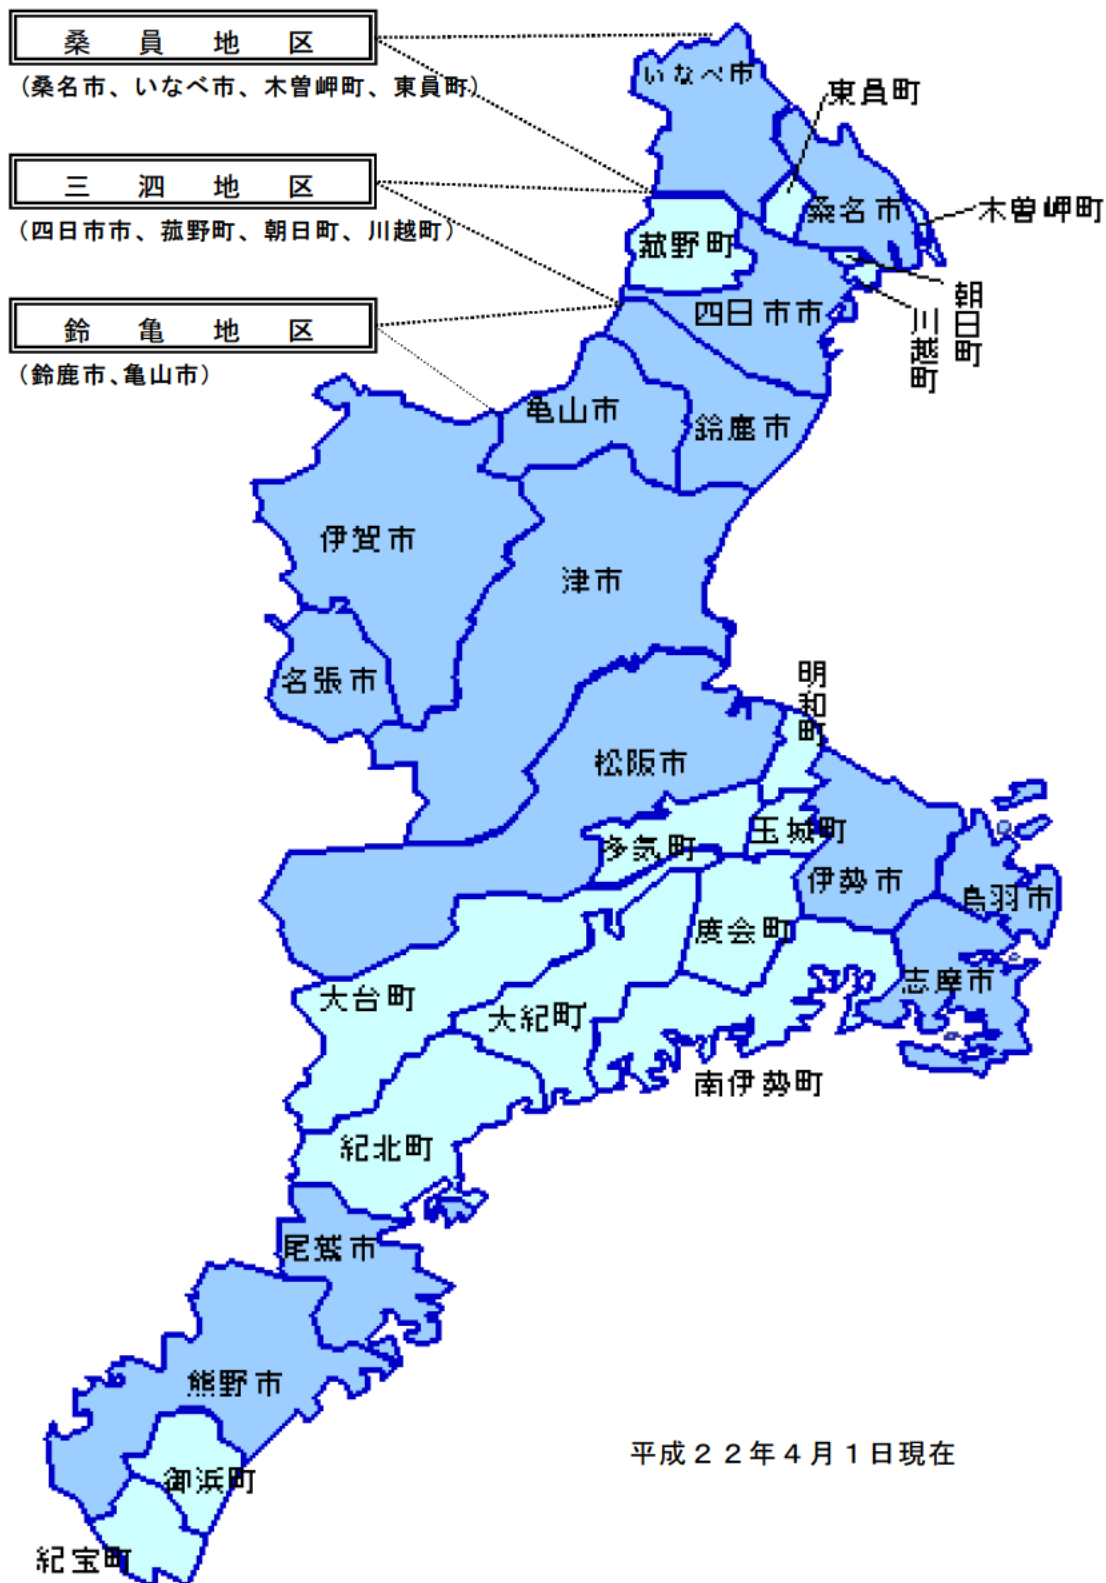 桑員地区
（桑名市、いなべ市、木曽岬町、東員町）
三泗地区
（四日市市、菰野町、朝日町、川越町）
鈴亀地区
（鈴鹿市、亀山市）
いなべ市
東員町
桑名市
木曽岬町
菰野町
朝日町
川越町
四日市市
亀山市
鈴鹿市
伊賀市
津市
名張市
明和町
松阪市
多気町
玉城町
伊勢市
鳥羽市
度会町
志摩市
大台町
大紀町
南伊勢町
紀北町
尾鷲市
熊野市
御浜町
紀宝町
平成２２年４月１日現在